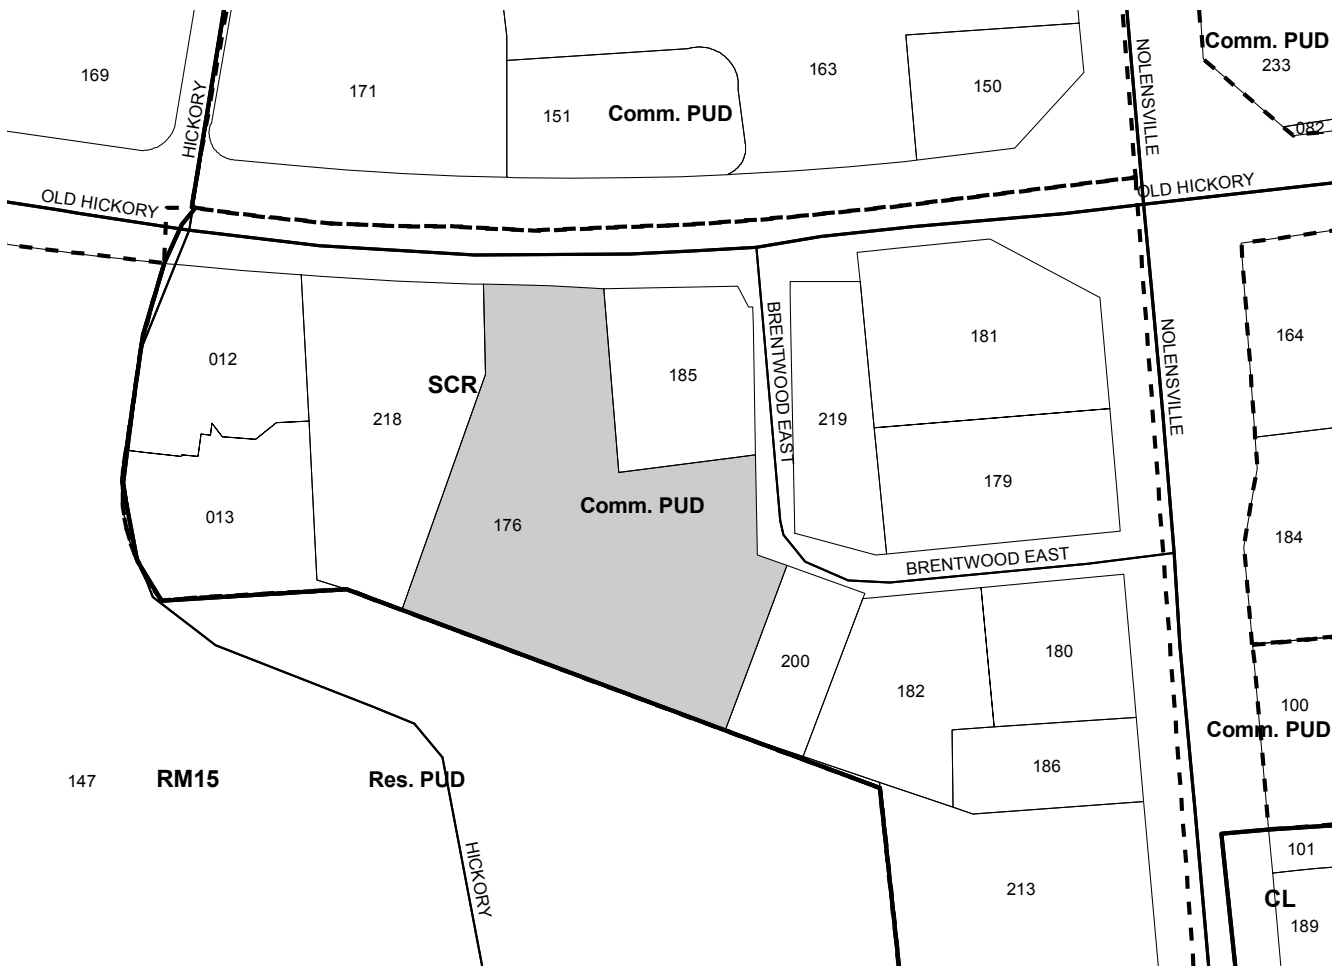 Comm. PUD
233
169
171
163
150
151
Comm. PUD
HICKORY
NOLENSVILLE
082
OLD HICKORY
OLD HICKORY
012
SCR
218
185
BRENTWOOD EAST
219
181
NOLENSVILLE
164
013
176
Comm. PUD
179
184
BRENTWOOD EAST
200
182
180
100
Comm. PUD
147
RM15
Res. PUD
186
HICKORY
213
101
CL
189